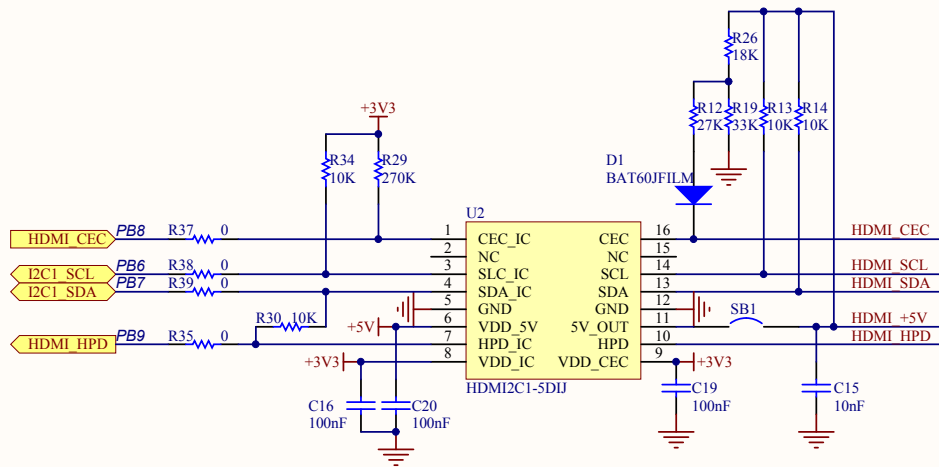 R26
18K
R12
27K
R19
33K
R13
10K
R14
10K
+3V3
R34
10K
R29
270K
D1
BAT60JFILM
U2
HDMI_CEC
PB8
R37
0
1
CEC_IC
CEC
16
HDMI_CEC
2
NC
NC
15
I2C1_SCL
PB6
R38
0
3
SLC_IC
SCL
14
HDMI_SCL
I2C1_SDA
PB7
R39
0
4
SDA_IC
SDA
13
HDMI_SDA
5
GND
GND
12
R30
10K
+5V
6
VDD_5V
5V_OUT
11
SB1
HDMI_+5V
HDMI_HPD
PB9
R35
0
7
HPD_IC
HPD
10
HDMI_HPD
+3V3
8
VDD_IC
VDD_CEC
9
+3V3
HDMI2C1-5DIJ
C16
100nF
C20
100nF
C19
100nF
C15
10nF